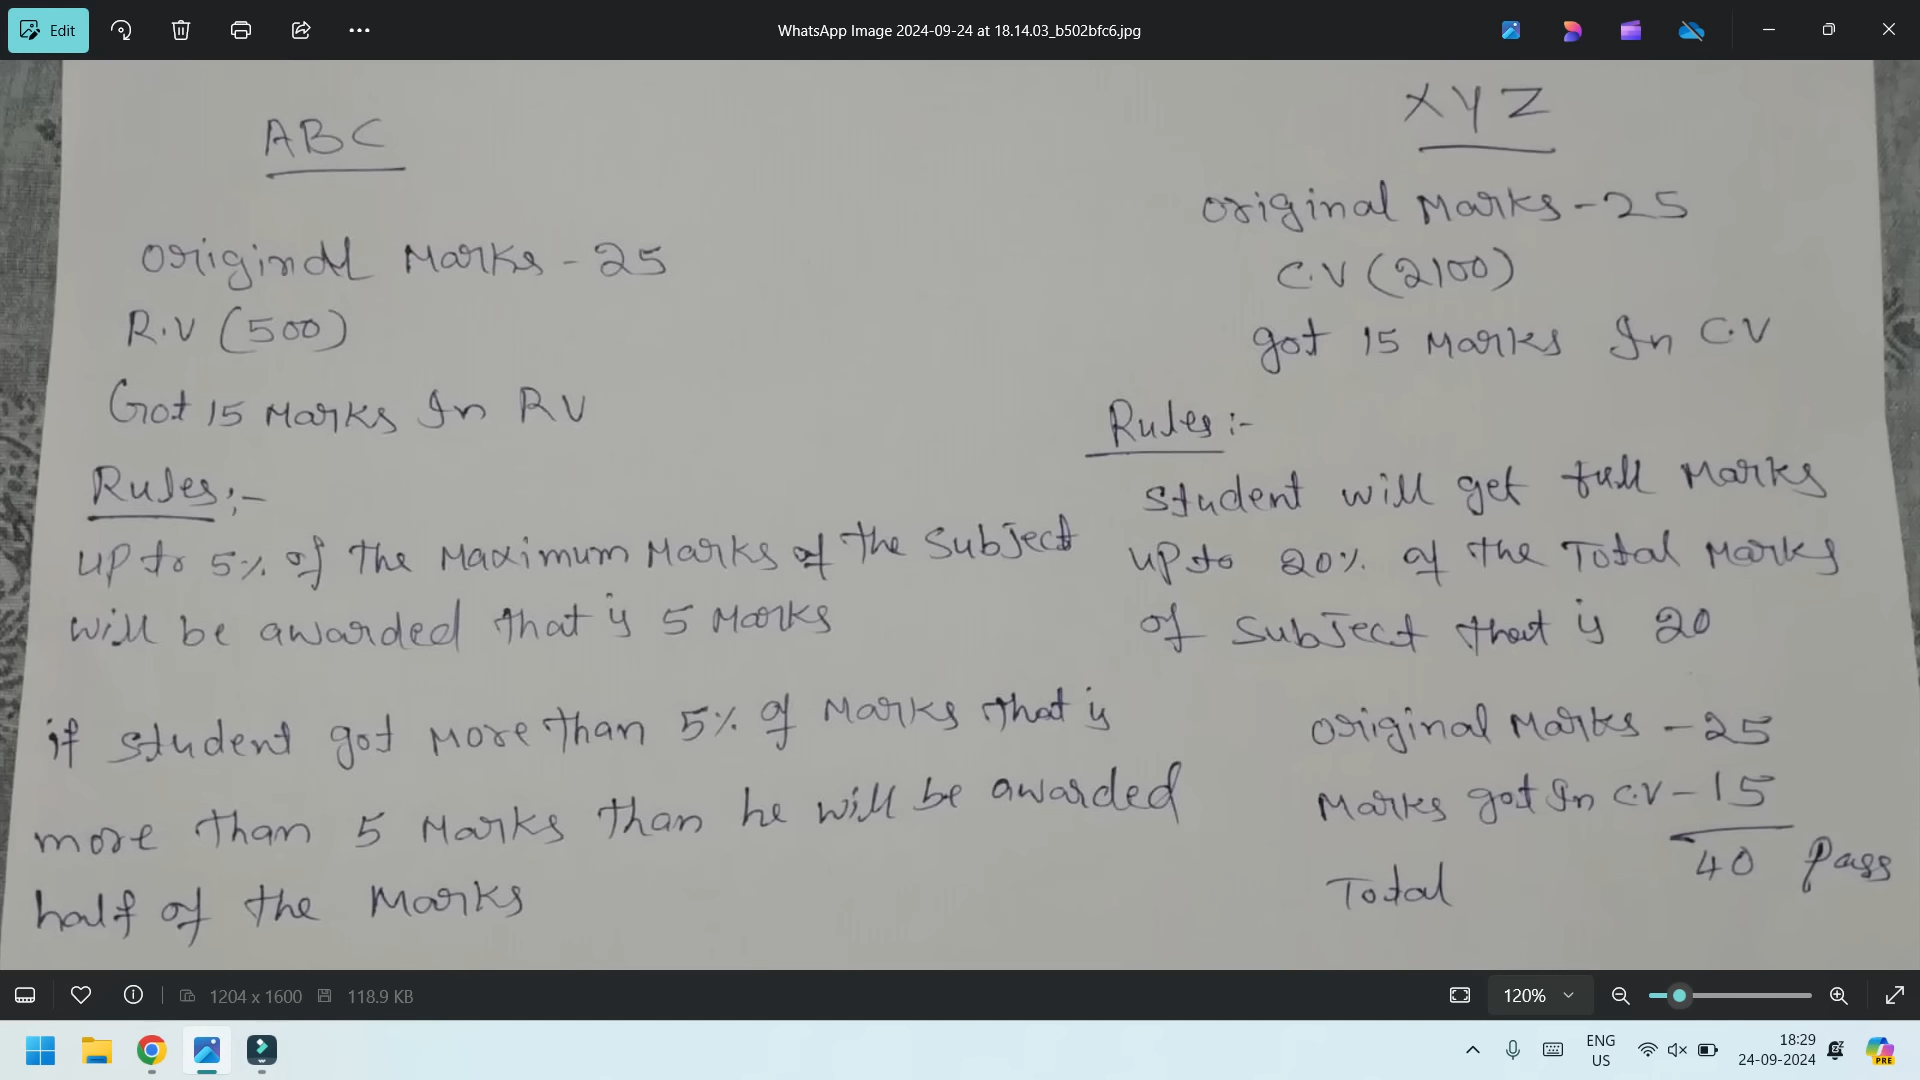 Edit
WhatsApp Image 2024-09-24 at 18.14.03_b502bfc6.jpg
ABC
Original Marks - 25
R.V (500)
Got 15 Marks In RV
Rules :-
up to 5% of the Maximum Marks of the Subject
will be awarded that is 5 Marks
if student got more than 5% of Marks that is
more than 5 Marks than he will be awarded
half of the Marks
XYZ
Original Marks - 25
C.V (2100)
got 15 Marks In C.V
Rules :-
Student will get full Marks
up to 20% of the Total Marks
of Subject that is 20
Original Marks - 25
Marks got In C.V - 15
Total 40 Pass
1204 x 1600 118.9 KB
120%
ENG
US
18:29
24-09-2024
PRE